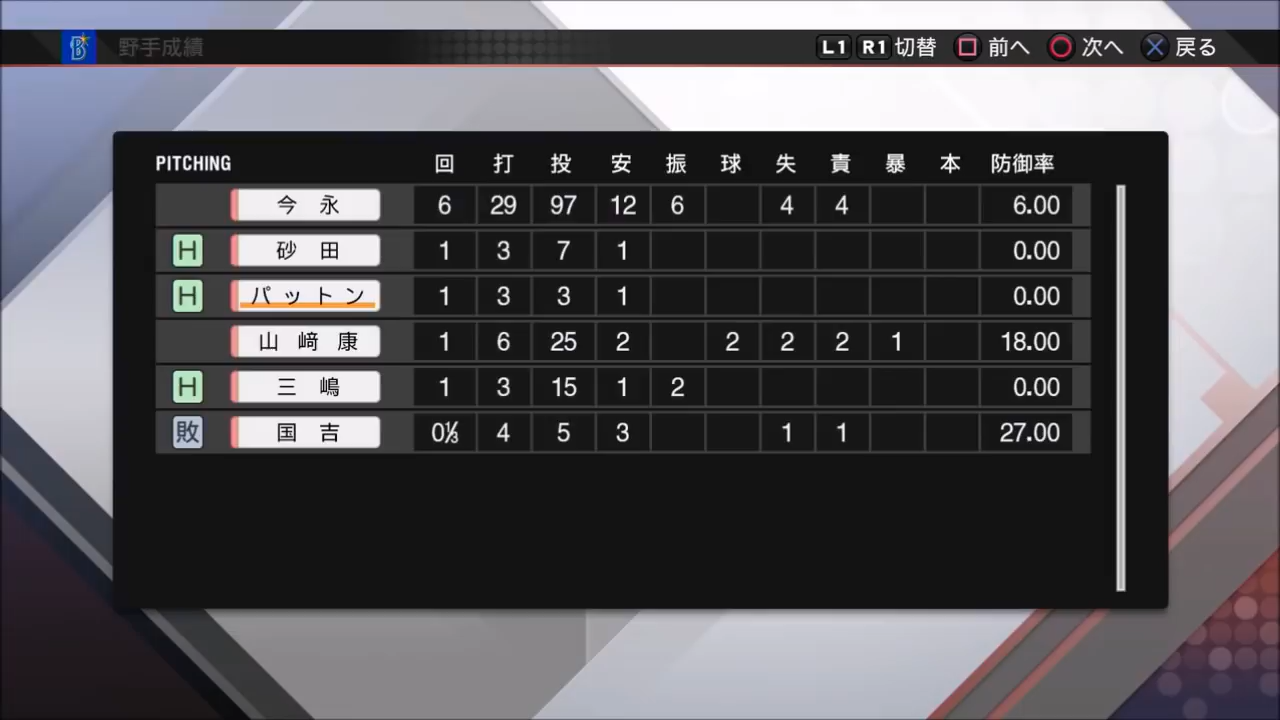 野手成績 L1 R1 切替 前へ 次へ 戻る
PITCHING 回 打 投 安 振 球 失 責 暴 本 防御率
今永 6 29 97 12 6 4 4 6.00
H 砂田 1 3 7 1 0.00
H パットン 1 3 3 1 0.00
山﨑康 1 6 25 2 2 2 2 1 18.00
H 三嶋 1 3 15 1 2 0.00
敗 国吉 0⅓ 4 5 3 1 1 27.00